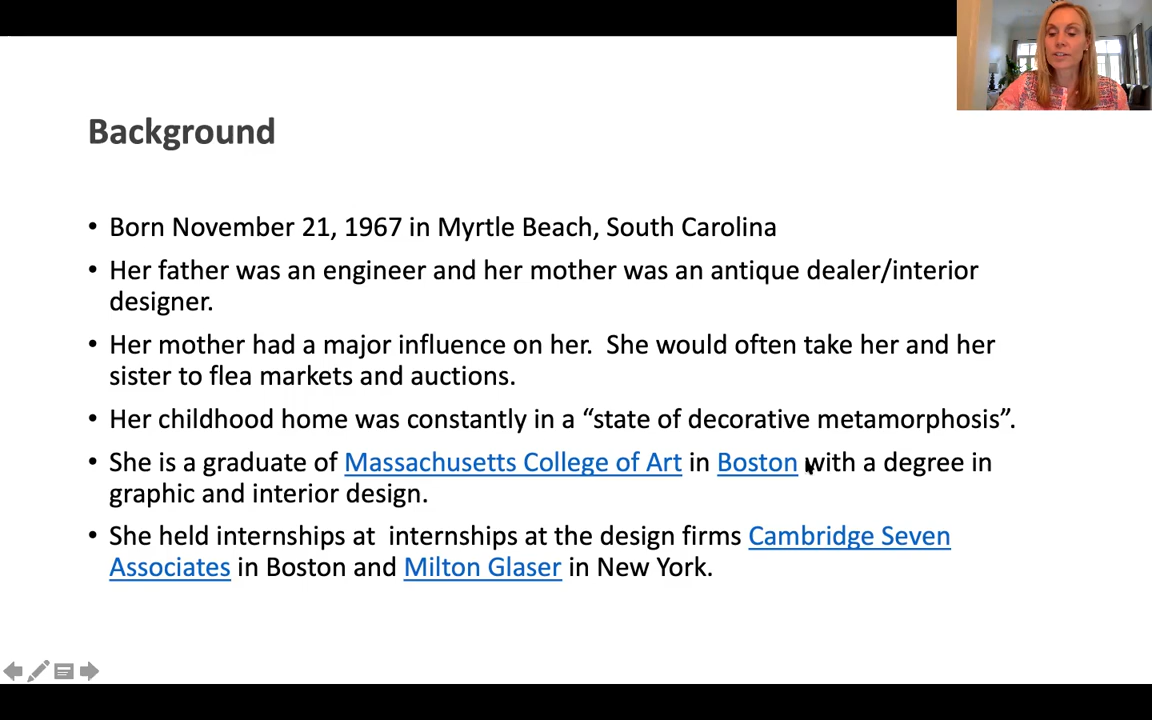 Background
• Born November 21, 1967 in Myrtle Beach, South Carolina
• Her father was an engineer and her mother was an antique dealer/interior
designer.
• Her mother had a major influence on her.  She would often take her and her
sister to flea markets and auctions.
• Her childhood home was constantly in a “state of decorative metamorphosis”.
• She is a graduate of Massachusetts College of Art in Boston with a degree in
graphic and interior design.
• She held internships at  internships at the design firms Cambridge Seven
Associates in Boston and Milton Glaser in New York.